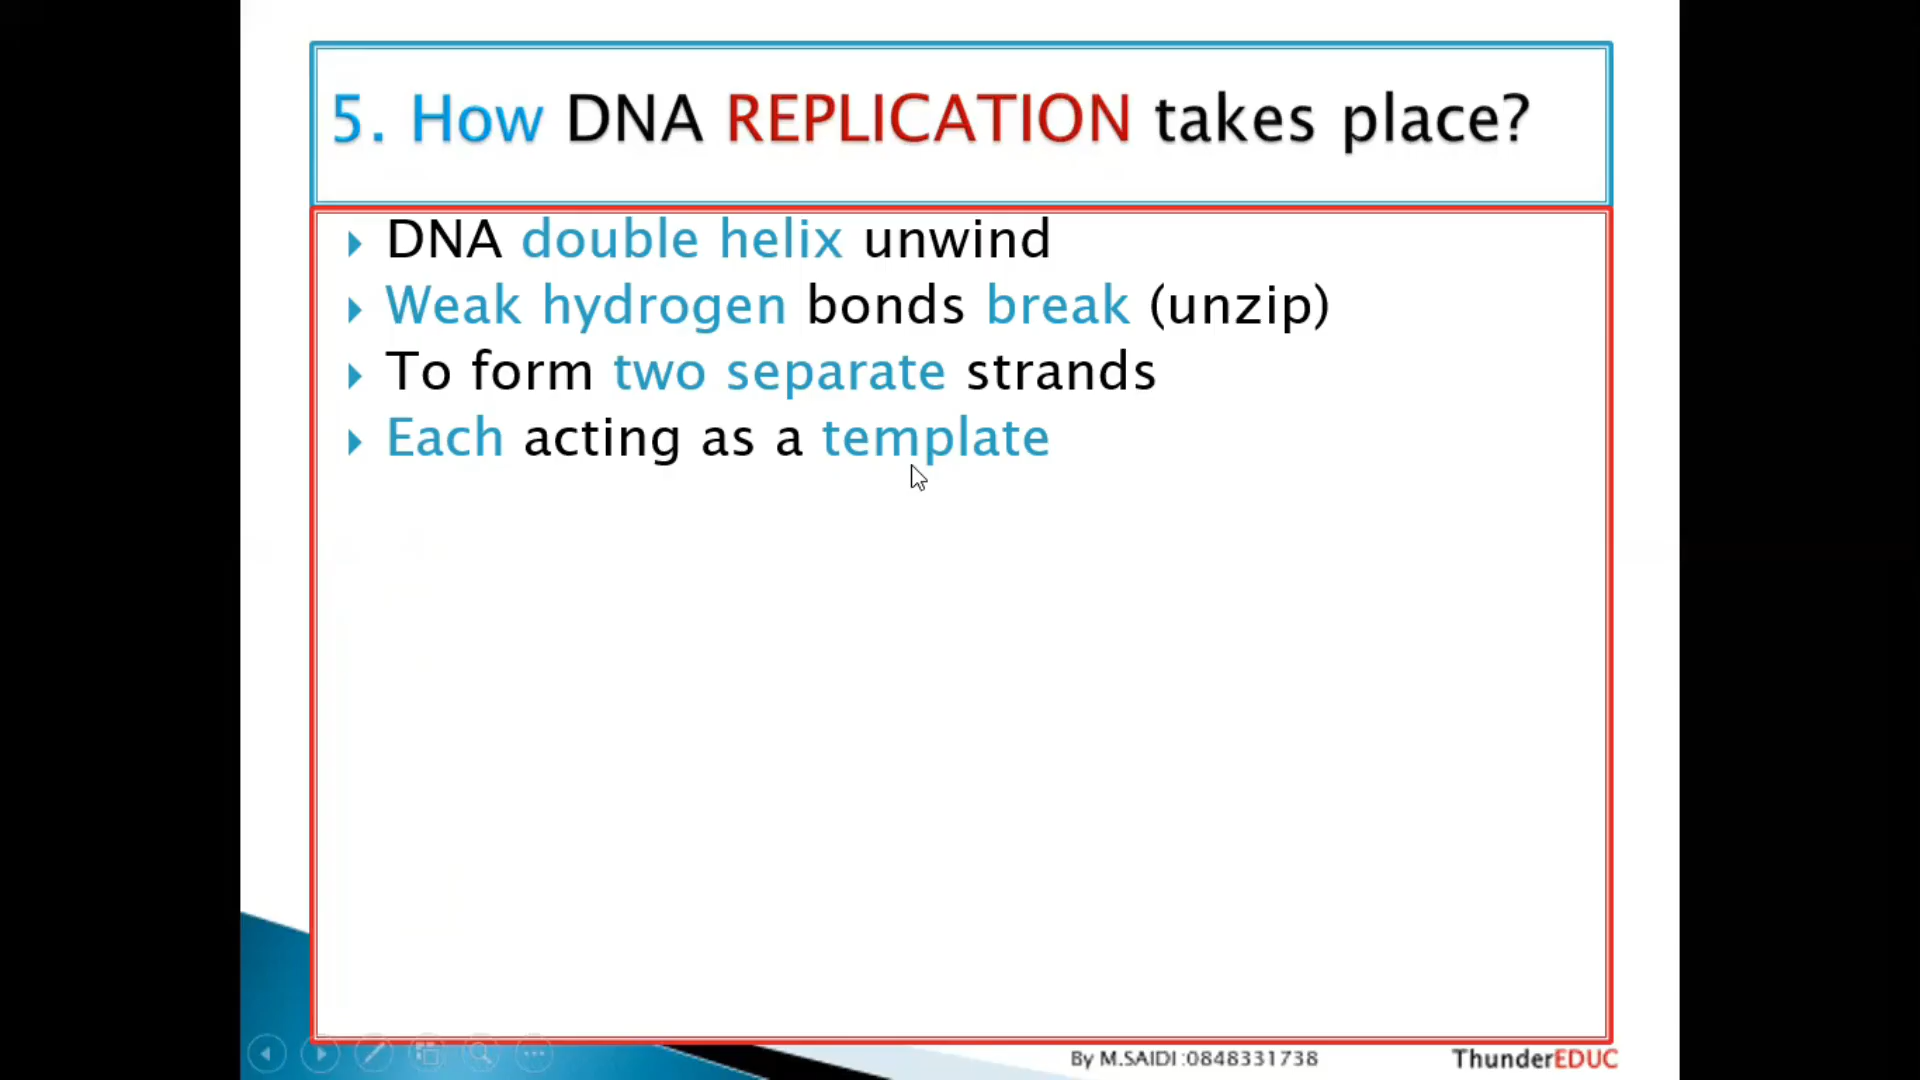 5. How DNA REPLICATION takes place?
DNA double helix unwind
Weak hydrogen bonds break (unzip)
To form two separate strands
Each acting as a template
By M.SAIDI :0848331738
ThunderEDUC